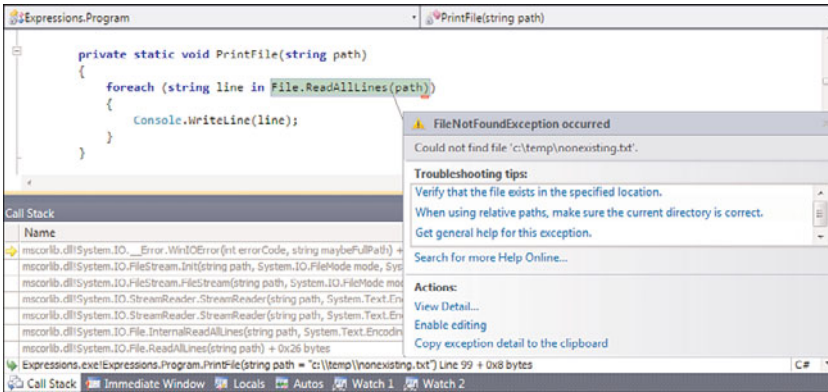 Expressions.Program
PrintFile(string path)
private static void PrintFile(string path)
{
foreach (string line in File.ReadAllLines(path))
{
Console.WriteLine(line);
}
}
FileNotFoundException occurred
Could not find file 'c:\temp\nonexisting.txt'.
Troubleshooting tips:
Verify that the file exists in the specified location.
When using relative paths, make sure the current directory is correct.
Get general help for this exception.
Search for more Help Online...
Actions:
View Detail...
Enable editing
Copy exception detail to the clipboard
Call Stack
Name
mscorlib.dll!System.IO.__Error.WinIOError(int errorCode, string maybeFullPath) +
mscorlib.dll!System.IO.FileStream.Init(string path, System.IO.FileMode mode, Sys
mscorlib.dll!System.IO.FileStream.FileStream(string path, System.IO.FileMode mod
mscorlib.dll!System.IO.StreamReader.StreamReader(string path, System.Text.En
mscorlib.dll!System.IO.StreamReader.StreamReader(string path, System.Text.En
mscorlib.dll!System.IO.File.InternalReadAllLines(string path, System.Text.Encodin
mscorlib.dll!System.IO.File.ReadAllLines(string path) + 0x26 bytes
Expressions.exe!Expressions.Program.PrintFile(string path = "c:\\temp\\nonexisting.txt") Line 99 + 0x8 bytes
C#
Call Stack
Immediate Window
Locals
Autos
Watch 1
Watch 2